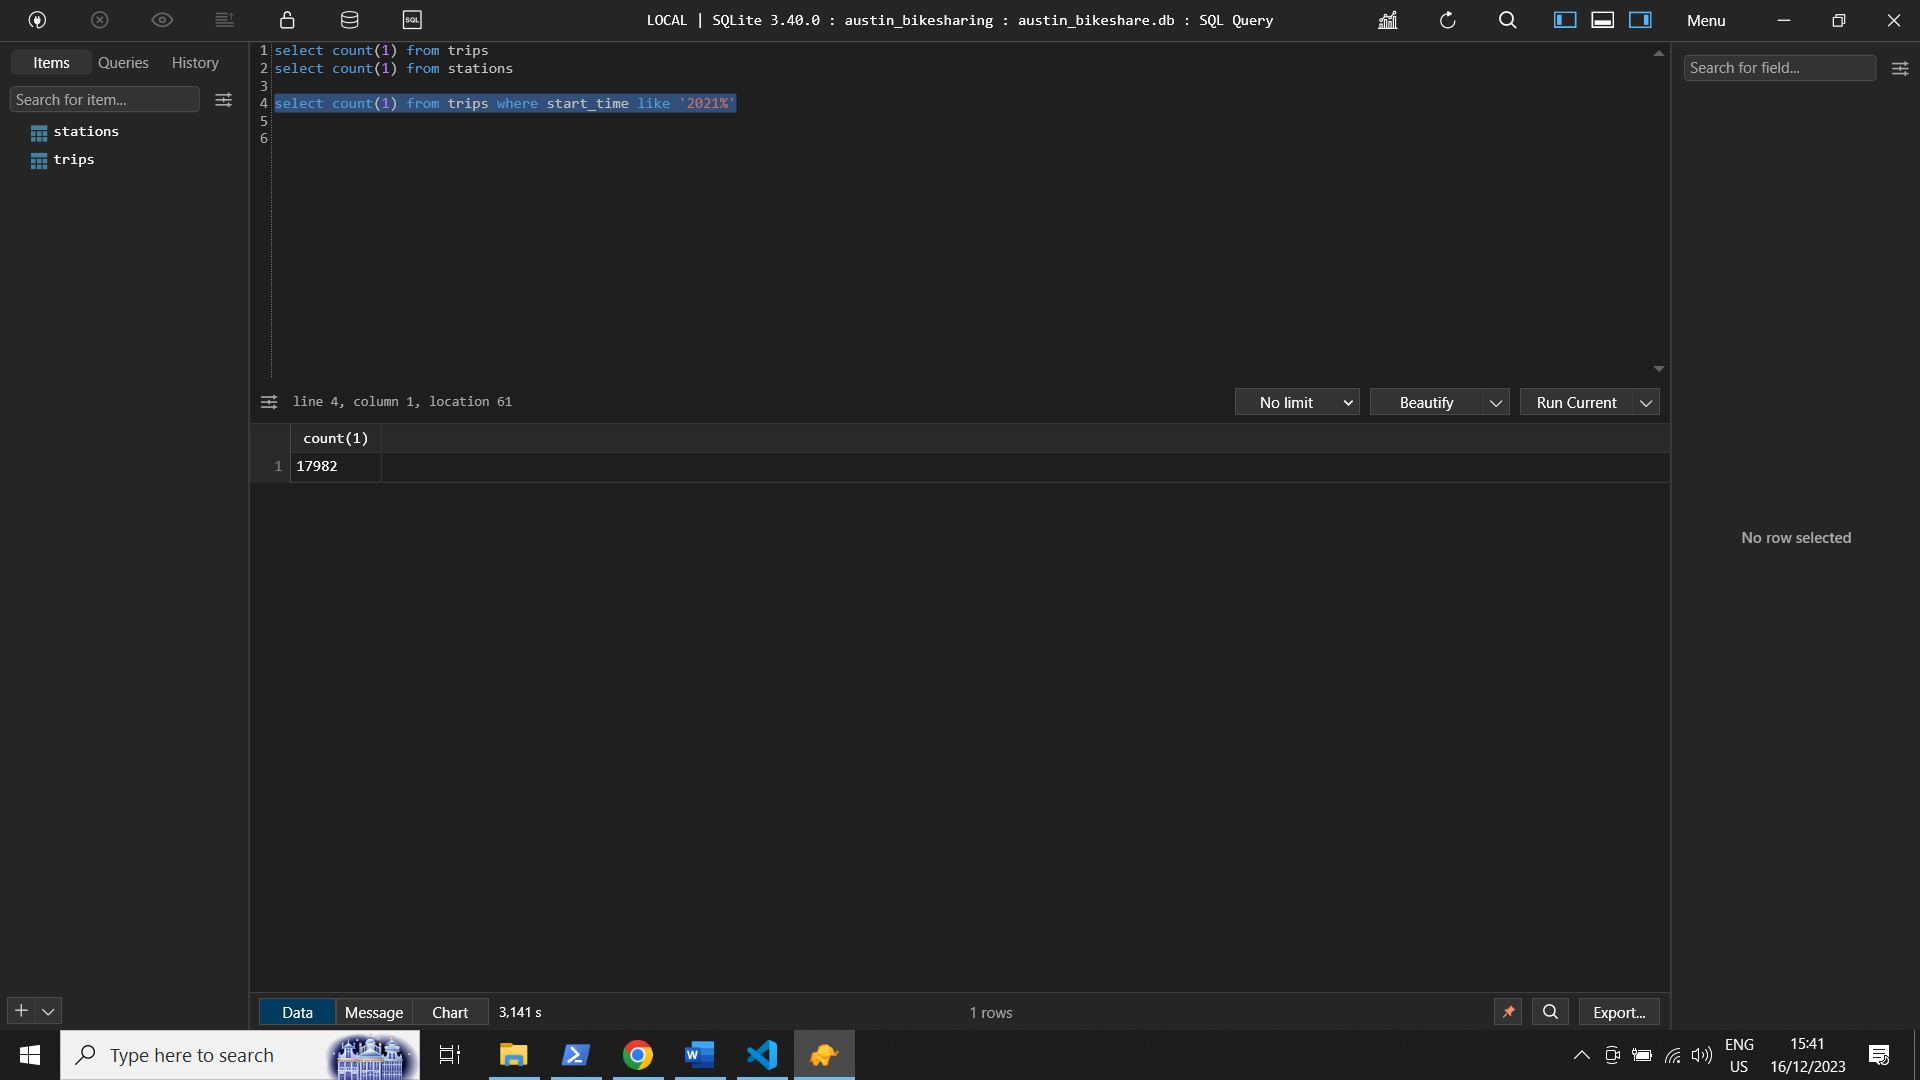 SQL
LOCAL | SQLite 3.40.0 : austin_bikesharing : austin_bikeshare.db : SQL Query
Menu
Items Queries History
Search for item...
stations
trips
1 select count(1) from trips
2 select count(1) from stations
3
4 select count(1) from trips where start_time like '2021%'
5
6
Search for field...
line 4, column 1, location 61
No limit
Beautify
Run Current
count(1)
1 17982
No row selected
Data Message Chart 3,141 s
1 rows
Export...
Type here to search
W
ENG
US
15:41
16/12/2023